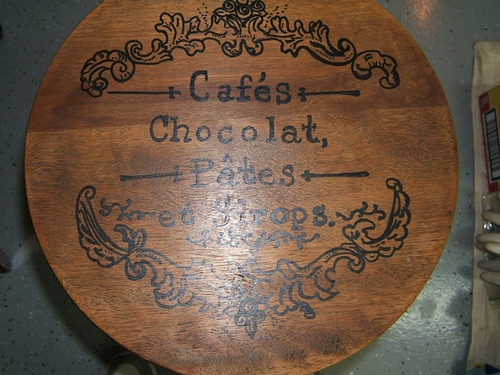 Cafés
Chocolat,
Pâtes
et Sirops.